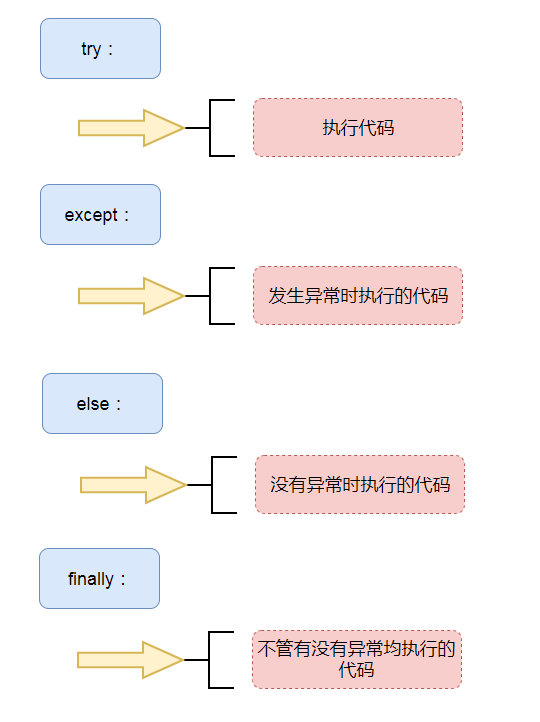 try：
执行代码
except：
发生异常时执行的代码
else：
没有异常时执行的代码
finally：
不管有没有异常均执行的
代码